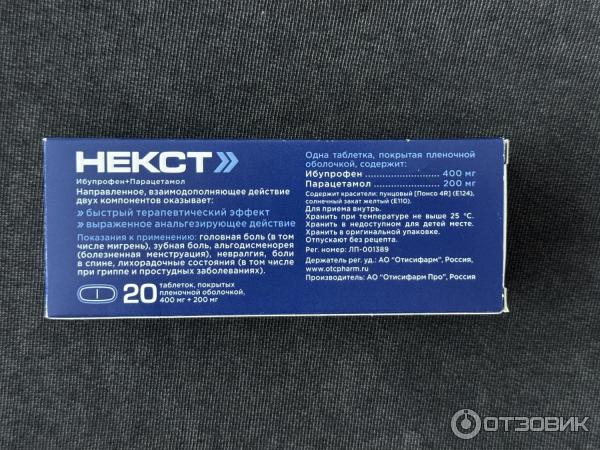 НЕКСТ»
Ибупрофен+Парацетамол
Направленное, взаимодополняющее действие
двух компонентов оказывает:
» быстрый терапевтический эффект
» выраженное анальгезирующее действие
Показания к применению: головная боль (в том
числе мигрень), зубная боль, альгодисменорея
(болезненная менструация), невралгия, боли
в спине, лихорадочные состояния (в том числе
при гриппе и простудных заболеваниях).
20 таблеток, покрытых
пленочной оболочкой,
400 мг + 200 мг
Одна таблетка, покрытая пленочной
оболочкой, содержит:
Ибупрофен ........................... 400 мг
Парацетамол ........................ 200 мг
Содержит красители: пунцовый [Понсо 4R] (E124),
солнечный закат желтый (E110).
Для приема внутрь.
Хранить при температуре не выше 25 °C.
Хранить в недоступном для детей месте.
Хранить в оригинальной упаковке.
Отпускают без рецепта.
Рег. номер: ЛП-001389
Держатель рег. уд.: АО "Отисифарм", Россия,
www.otcpharm.ru
Производитель: АО "Отисифарм Про", Россия
ОТЗОВИК